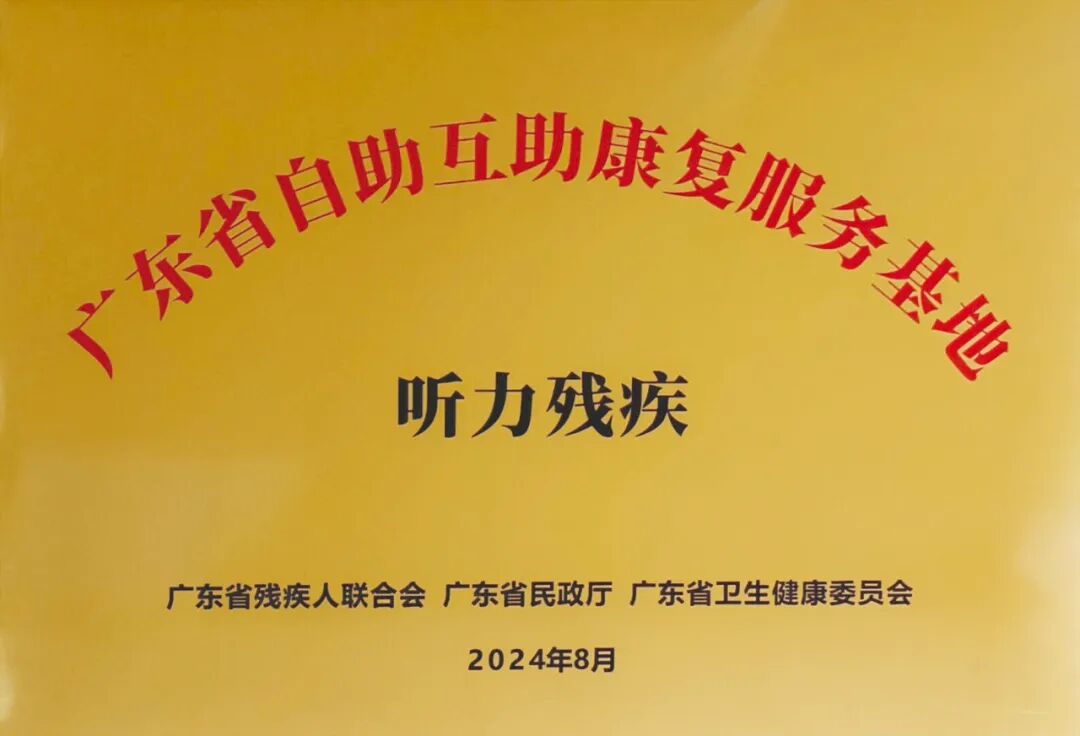 广东省自助互助康复服务基地
听力残疾
广东省残疾人联合会 广东省民政厅 广东省卫生健康委员会
2024年8月